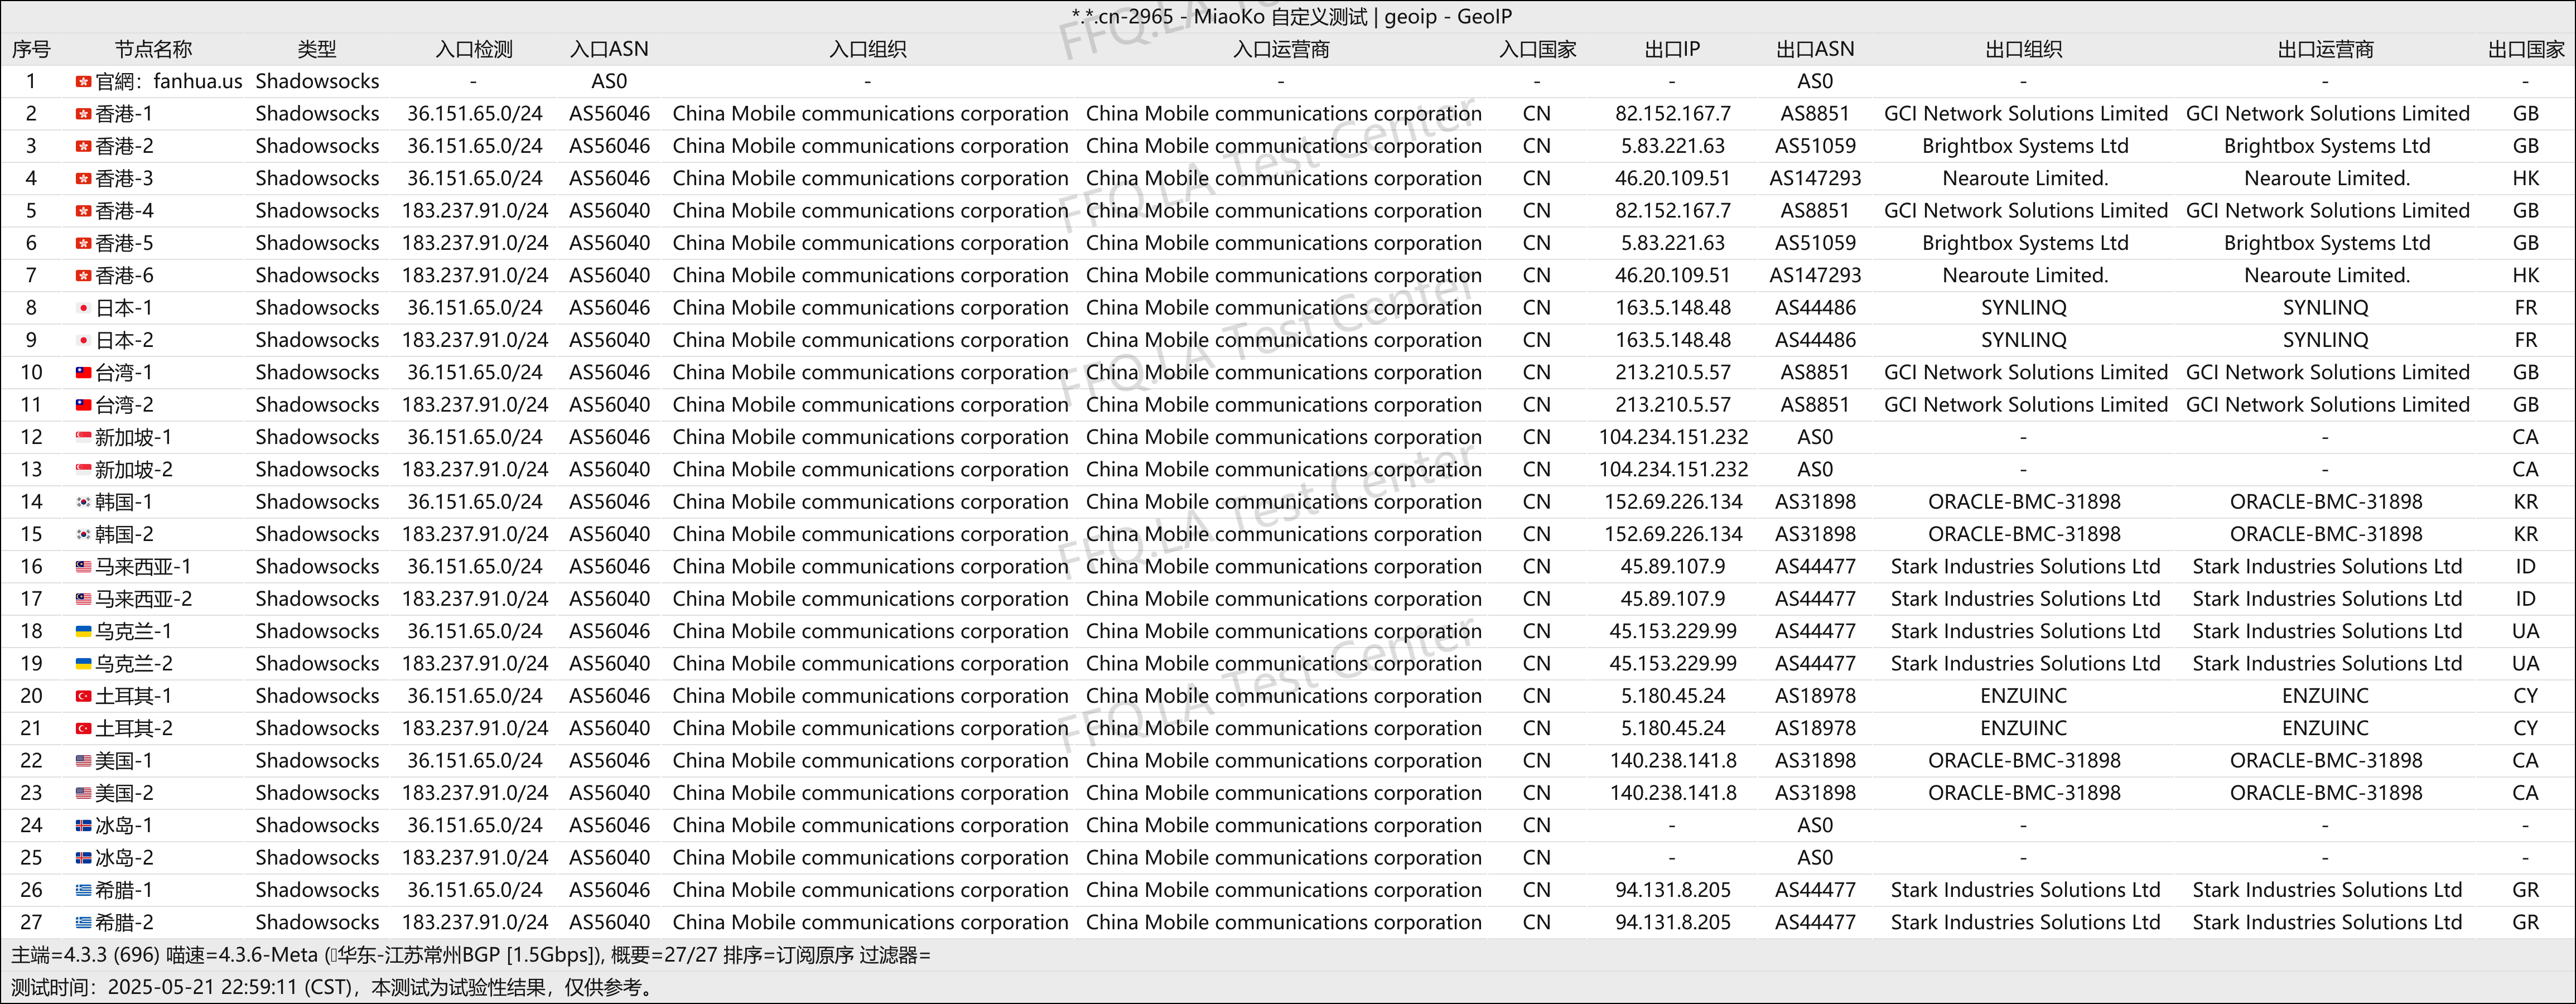 *.*.cn-2965 - MiaoKo 自定义测试 | geoip - GeoIP
序号 节点名称 类型 入口检测 入口ASN 入口组织 入口运营商 入口国家 出口IP 出口ASN 出口组织 出口运营商 出口国家
1 官網：fanhua.us Shadowsocks - AS0 - - - - AS0 - - -
2 香港-1 Shadowsocks 36.151.65.0/24 AS56046 China Mobile communications corporation China Mobile communications corporation CN 82.152.167.7 AS8851 GCI Network Solutions Limited GCI Network Solutions Limited GB
3 香港-2 Shadowsocks 36.151.65.0/24 AS56046 China Mobile communications corporation China Mobile communications corporation CN 5.83.221.63 AS51059 Brightbox Systems Ltd Brightbox Systems Ltd GB
4 香港-3 Shadowsocks 36.151.65.0/24 AS56046 China Mobile communications corporation China Mobile communications corporation CN 46.20.109.51 AS147293 Nearoute Limited. Nearoute Limited. HK
5 香港-4 Shadowsocks 183.237.91.0/24 AS56040 China Mobile communications corporation China Mobile communications corporation CN 82.152.167.7 AS8851 GCI Network Solutions Limited GCI Network Solutions Limited GB
6 香港-5 Shadowsocks 183.237.91.0/24 AS56040 China Mobile communications corporation China Mobile communications corporation CN 5.83.221.63 AS51059 Brightbox Systems Ltd Brightbox Systems Ltd GB
7 香港-6 Shadowsocks 183.237.91.0/24 AS56040 China Mobile communications corporation China Mobile communications corporation CN 46.20.109.51 AS147293 Nearoute Limited. Nearoute Limited. HK
8 日本-1 Shadowsocks 36.151.65.0/24 AS56046 China Mobile communications corporation China Mobile communications corporation CN 163.5.148.48 AS44486 SYNLINQ SYNLINQ FR
9 日本-2 Shadowsocks 183.237.91.0/24 AS56040 China Mobile communications corporation China Mobile communications corporation CN 163.5.148.48 AS44486 SYNLINQ SYNLINQ FR
10 台湾-1 Shadowsocks 36.151.65.0/24 AS56046 China Mobile communications corporation China Mobile communications corporation CN 213.210.5.57 AS8851 GCI Network Solutions Limited GCI Network Solutions Limited GB
11 台湾-2 Shadowsocks 183.237.91.0/24 AS56040 China Mobile communications corporation China Mobile communications corporation CN 213.210.5.57 AS8851 GCI Network Solutions Limited GCI Network Solutions Limited GB
12 新加坡-1 Shadowsocks 36.151.65.0/24 AS56046 China Mobile communications corporation China Mobile communications corporation CN 104.234.151.232 AS0 - - CA
13 新加坡-2 Shadowsocks 183.237.91.0/24 AS56040 China Mobile communications corporation China Mobile communications corporation CN 104.234.151.232 AS0 - - CA
14 韩国-1 Shadowsocks 36.151.65.0/24 AS56046 China Mobile communications corporation China Mobile communications corporation CN 152.69.226.134 AS31898 ORACLE-BMC-31898 ORACLE-BMC-31898 KR
15 韩国-2 Shadowsocks 183.237.91.0/24 AS56040 China Mobile communications corporation China Mobile communications corporation CN 152.69.226.134 AS31898 ORACLE-BMC-31898 ORACLE-BMC-31898 KR
16 马来西亚-1 Shadowsocks 36.151.65.0/24 AS56046 China Mobile communications corporation China Mobile communications corporation CN 45.89.107.9 AS44477 Stark Industries Solutions Ltd Stark Industries Solutions Ltd ID
17 马来西亚-2 Shadowsocks 183.237.91.0/24 AS56040 China Mobile communications corporation China Mobile communications corporation CN 45.89.107.9 AS44477 Stark Industries Solutions Ltd Stark Industries Solutions Ltd ID
18 乌克兰-1 Shadowsocks 36.151.65.0/24 AS56046 China Mobile communications corporation China Mobile communications corporation CN 45.153.229.99 AS44477 Stark Industries Solutions Ltd Stark Industries Solutions Ltd UA
19 乌克兰-2 Shadowsocks 183.237.91.0/24 AS56040 China Mobile communications corporation China Mobile communications corporation CN 45.153.229.99 AS44477 Stark Industries Solutions Ltd Stark Industries Solutions Ltd UA
20 土耳其-1 Shadowsocks 36.151.65.0/24 AS56046 China Mobile communications corporation China Mobile communications corporation CN 5.180.45.24 AS18978 ENZUINC ENZUINC CY
21 土耳其-2 Shadowsocks 183.237.91.0/24 AS56040 China Mobile communications corporation China Mobile communications corporation CN 5.180.45.24 AS18978 ENZUINC ENZUINC CY
22 美国-1 Shadowsocks 36.151.65.0/24 AS56046 China Mobile communications corporation China Mobile communications corporation CN 140.238.141.8 AS31898 ORACLE-BMC-31898 ORACLE-BMC-31898 CA
23 美国-2 Shadowsocks 183.237.91.0/24 AS56040 China Mobile communications corporation China Mobile communications corporation CN 140.238.141.8 AS31898 ORACLE-BMC-31898 ORACLE-BMC-31898 CA
24 冰岛-1 Shadowsocks 36.151.65.0/24 AS56046 China Mobile communications corporation China Mobile communications corporation CN - AS0 - - -
25 冰岛-2 Shadowsocks 183.237.91.0/24 AS56040 China Mobile communications corporation China Mobile communications corporation CN - AS0 - - -
26 希腊-1 Shadowsocks 36.151.65.0/24 AS56046 China Mobile communications corporation China Mobile communications corporation CN 94.131.8.205 AS44477 Stark Industries Solutions Ltd Stark Industries Solutions Ltd GR
27 希腊-2 Shadowsocks 183.237.91.0/24 AS56040 China Mobile communications corporation China Mobile communications corporation CN 94.131.8.205 AS44477 Stark Industries Solutions Ltd Stark Industries Solutions Ltd GR
主端=4.3.3 (696) 喵速=4.3.6-Meta (▯华东-江苏常州BGP [1.5Gbps]), 概要=27/27 排序=订阅原序 过滤器=
测试时间：2025-05-21 22:59:11 (CST)，本测试为试验性结果，仅供参考。
FFQ.LA Test Center
FFQ.LA Test Center
FFQ.LA Test Center
FFQ.LA Test Center
FFQ.LA Test Center